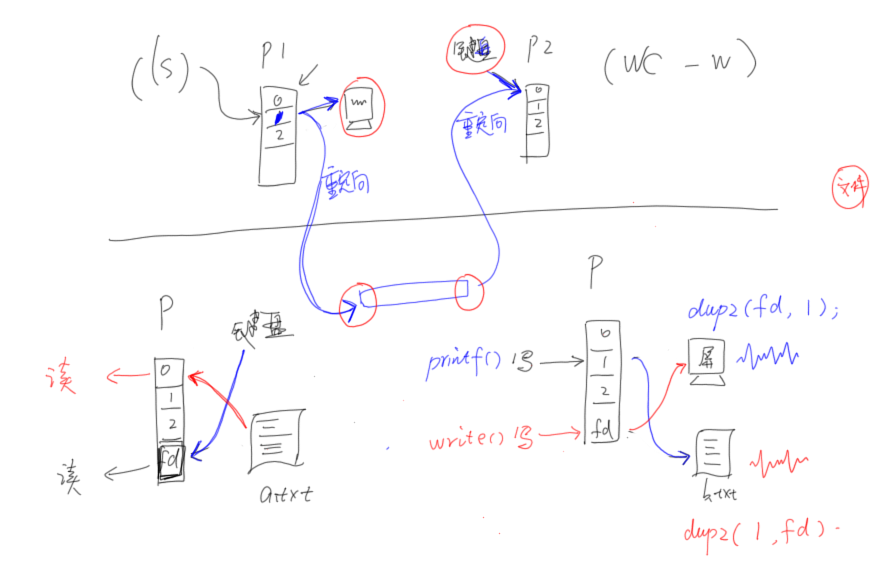 (ls)
P1
0
1
2
键盘
P2
0
1
2
(WC -W)
重定向
重定向
文件
P
键盘
读
0
1
2
读
fd
a.txt
P
dup2(fd, 1);
printf() 写
0
1
2
屏
write() 写
fd
b.txt
dup2(1, fd).